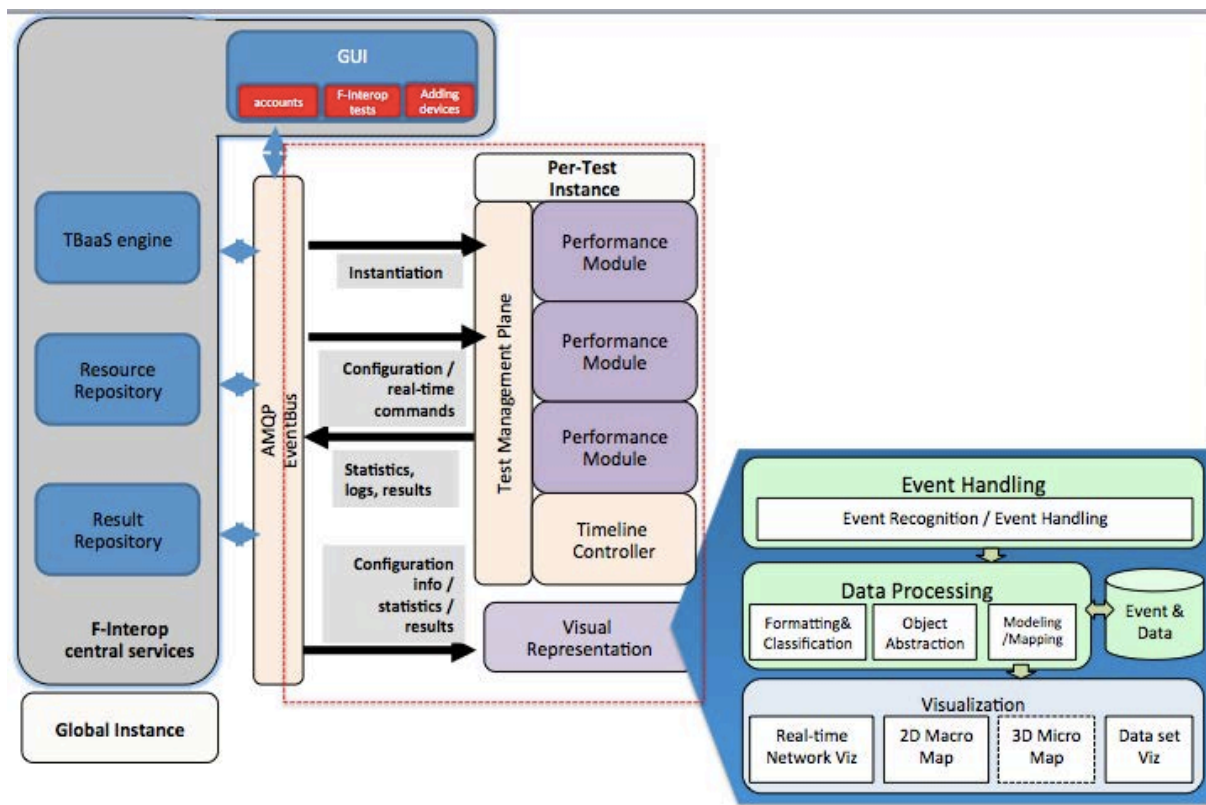 GUI
accounts
F-Interop
tests
Adding
devices
TBaaS engine
Resource
Repository
Result
Repository
F-Interop
central services
Global Instance
AMQP
EventBus
Instantiation
Configuration /
real-time
commands
Statistics,
logs, results
Configuration
info /
statistics /
results
Per-Test
Instance
Test Management Plane
Performance
Module
Performance
Module
Performance
Module
Timeline
Controller
Visual
Representation
Event Handling
Event Recognition / Event Handling
Data Processing
Formatting&
Classification
Object
Abstraction
Modeling
/Mapping
Event &
Data
Visualization
Real-time
Network Viz
2D Macro
Map
3D Micro
Map
Data set
Viz